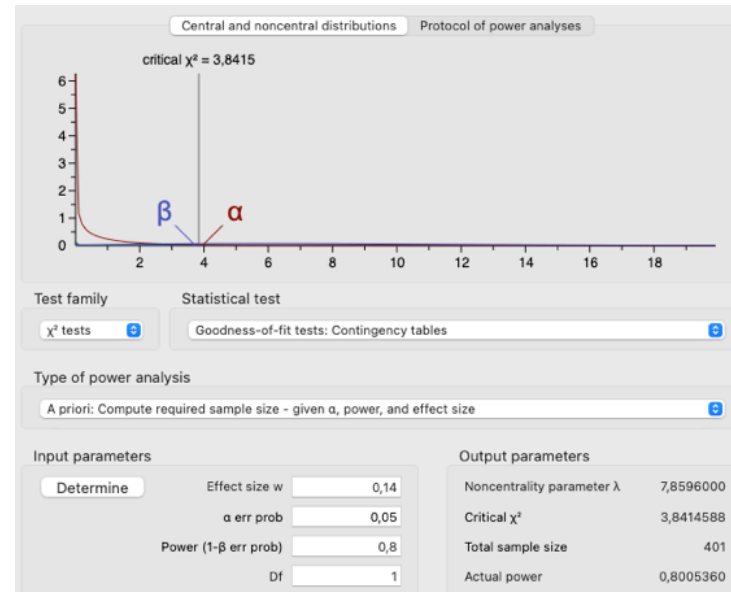 Central and noncentral distributions Protocol of power analyses
critical χ² = 3,8415
6
5
4
3
2
1
0
β α
2 4 6 8 10 12 14 16 18
Test family Statistical test
χ² tests Goodness-of-fit tests: Contingency tables
Type of power analysis
A priori: Compute required sample size - given α, power, and effect size
Input parameters Output parameters
Determine Effect size w 0,14 Noncentrality parameter λ 7,8596000
α err prob 0,05 Critical χ² 3,8414588
Power (1-β err prob) 0,8 Total sample size 401
Df 1 Actual power 0,8005360